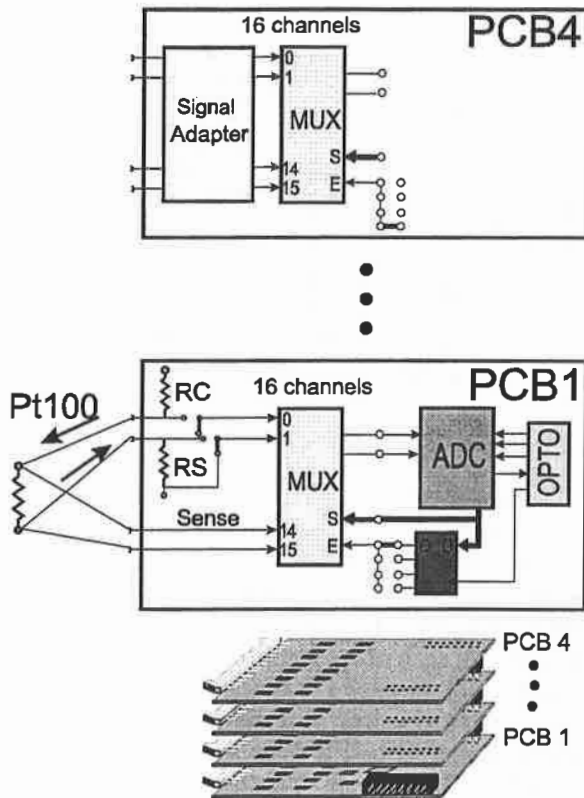 16 channels
PCB4
Signal
Adapter
0
1
MUX
S
14
15
E
16 channels
PCB1
Pt100
RC
RS
0
1
MUX
ADC
OPTO
Sense
14
15
S
E
PCB 4
PCB 1